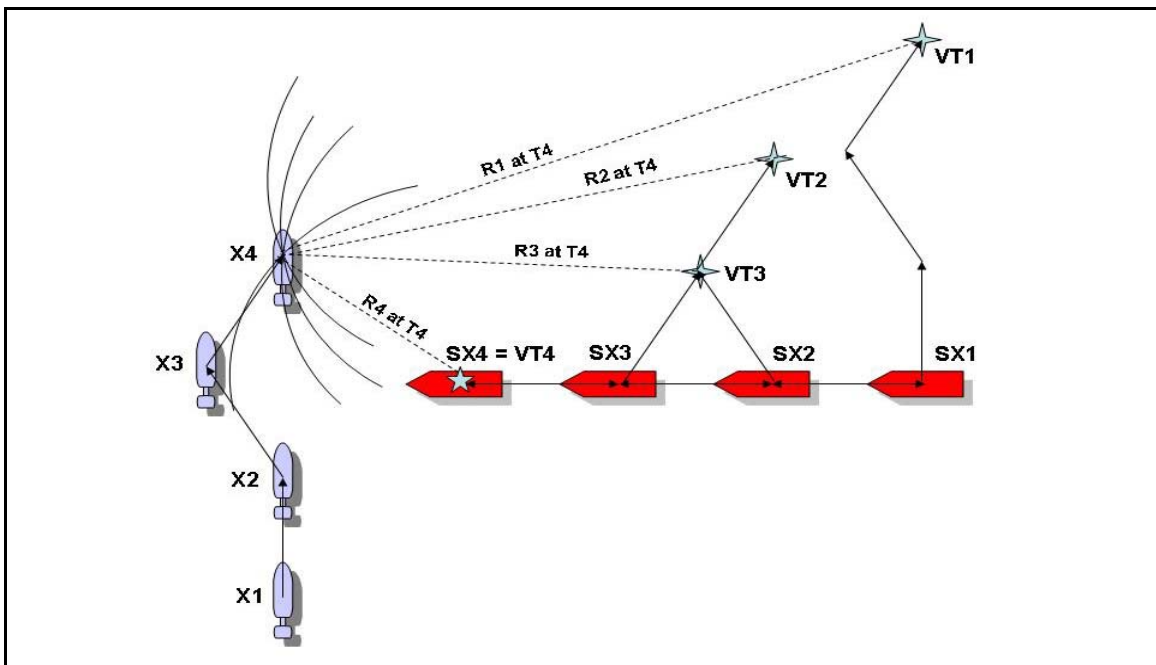 VT1
R1 at T4
R2 at T4
VT2
X4
R3 at T4
VT3
R4 at T4
X3
SX4 = VT4
SX3
SX2
SX1
X2
X1